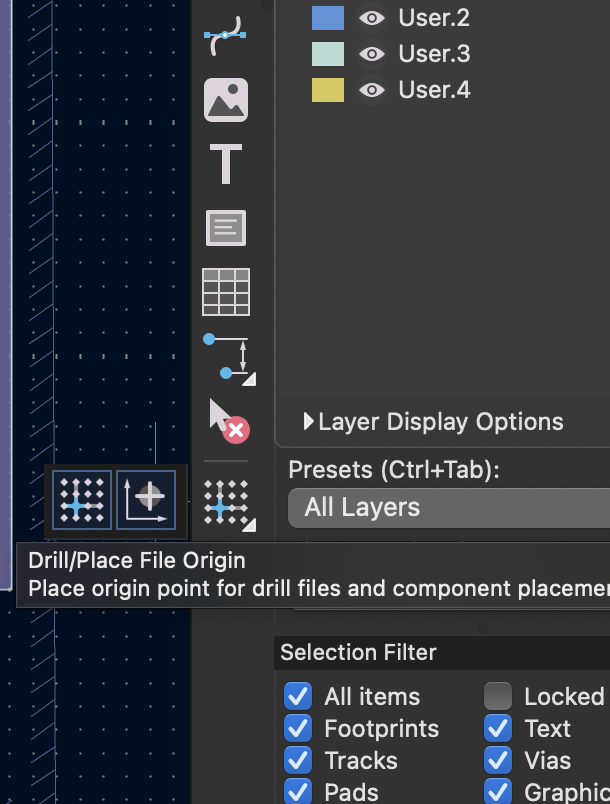 User.2
User.3
User.4
T
Layer Display Options
Presets (Ctrl+Tab):
All Layers
Drill/Place File Origin
Place origin point for drill files and component placeme
Selection Filter
All items
Locked
Footprints
Text
Tracks
Vias
Pads
Graphic